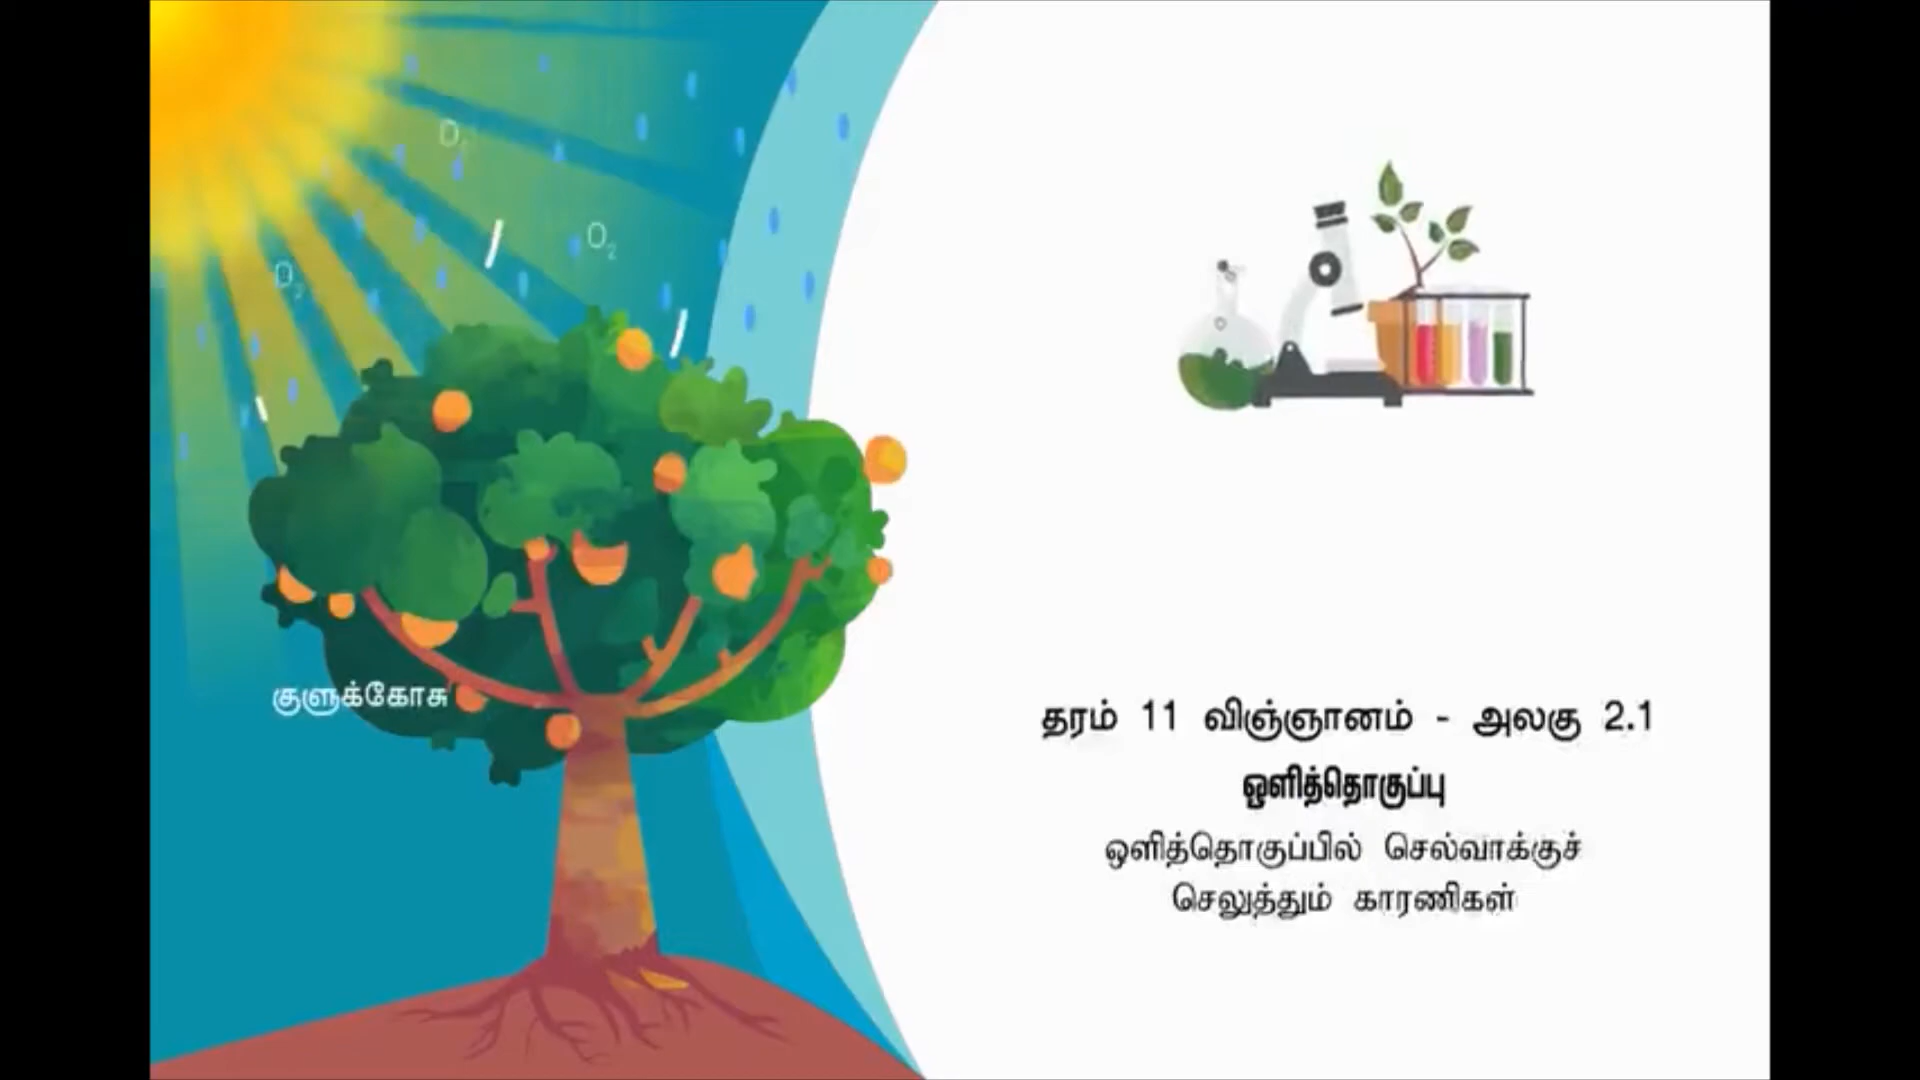 O₂
O₂
O₂
குளுக்கோசு
தரம் 11 விஞ்ஞானம் - அலகு 2.1
ஒளித்தொகுப்பு
ஒளித்தொகுப்பில் செல்வாக்குச்
செலுத்தும் காரணிகள்